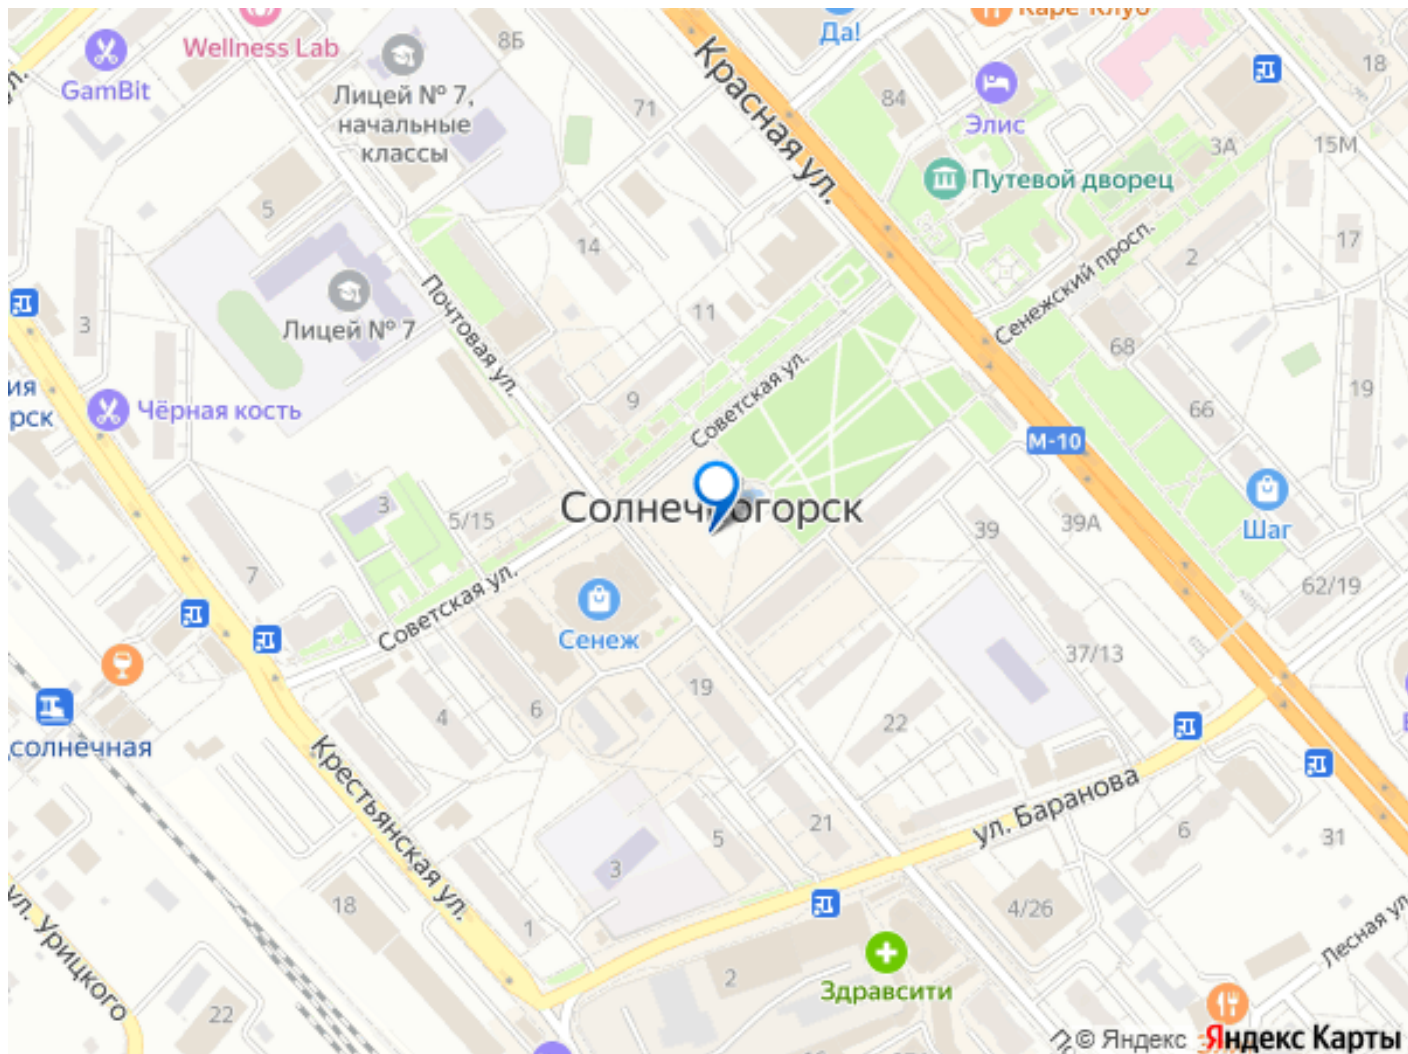 Каре-клуб
Да!
Wellness Lab
8Б
GamBit
Лицей № 7,
начальные
классы
71
Красная ул.
84
Элис
18
3А
15М
Путевой дворец
5
14
17
2
Сенежский просп.
Почтовая ул.
3
Лицей № 7
11
68
ия
рск
Чёрная кость
9
Советская ул.
66
19
М-10
3
5/15
Солнечногорск
39
39А
Шаг
7
Советская ул.
Сенеж
62/19
37/13
4
6
19
22
солнечная
Крестьянская ул.
ул. Баранова
3
5
21
6
31
ул. Урицкого
18
1
4/26
Лесная ул
2
Здравсити
22
© Яндекс Яндекс Карты